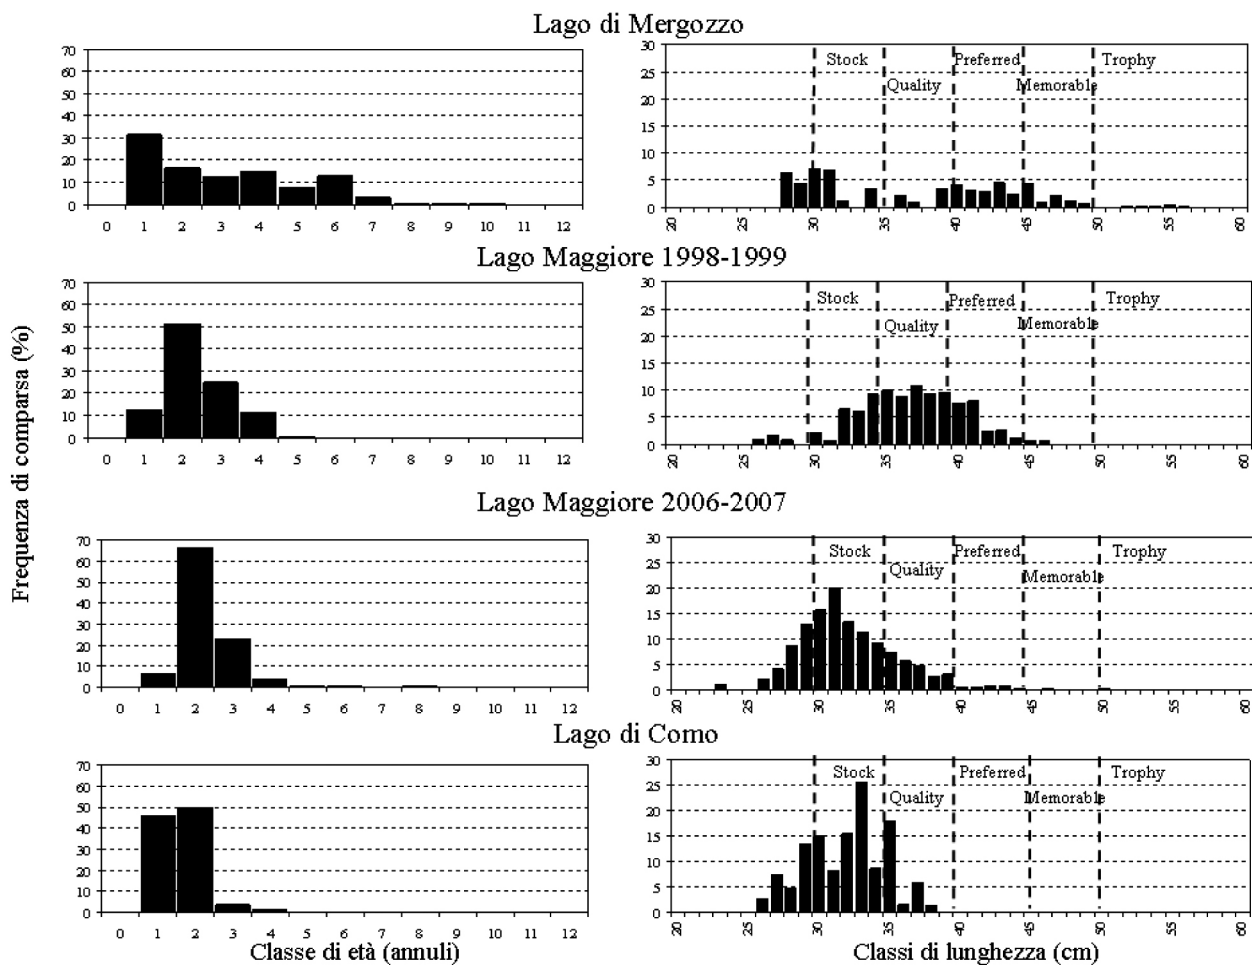 Lago di Mergozzo
70
60
50
40
30
20
10
0
0 1 2 3 4 5 6 7 8 9 10 11 12
30
25
20
15
10
5
0
Stock Preferred Trophy
Quality Memorable
20 25 30 35 40 45 50 55 60
Lago Maggiore 1998-1999
70
60
50
40
30
20
10
0
0 1 2 3 4 5 6 7 8 9 10 11 12
30
25
20
15
10
5
0
Stock Preferred Trophy
Quality Memorable
20 25 30 35 40 45 50 55 60
Frequenza di comparsa (%)
Lago Maggiore 2006-2007
70
60
50
40
30
20
10
0
0 1 2 3 4 5 6 7 8 9 10 11 12
30
25
20
15
10
5
0
Stock Preferred Trophy
Quality Memorable
20 25 30 35 40 45 50 55 60
Lago di Como
70
60
50
40
30
20
10
0
0 1 2 3 4 5 6 7 8 9 10 11 12
Classe di età (annuli)
30
25
20
15
10
5
0
Stock Preferred Trophy
Quality Memorable
20 25 30 35 40 45 50 55 60
Classi di lunghezza (cm)